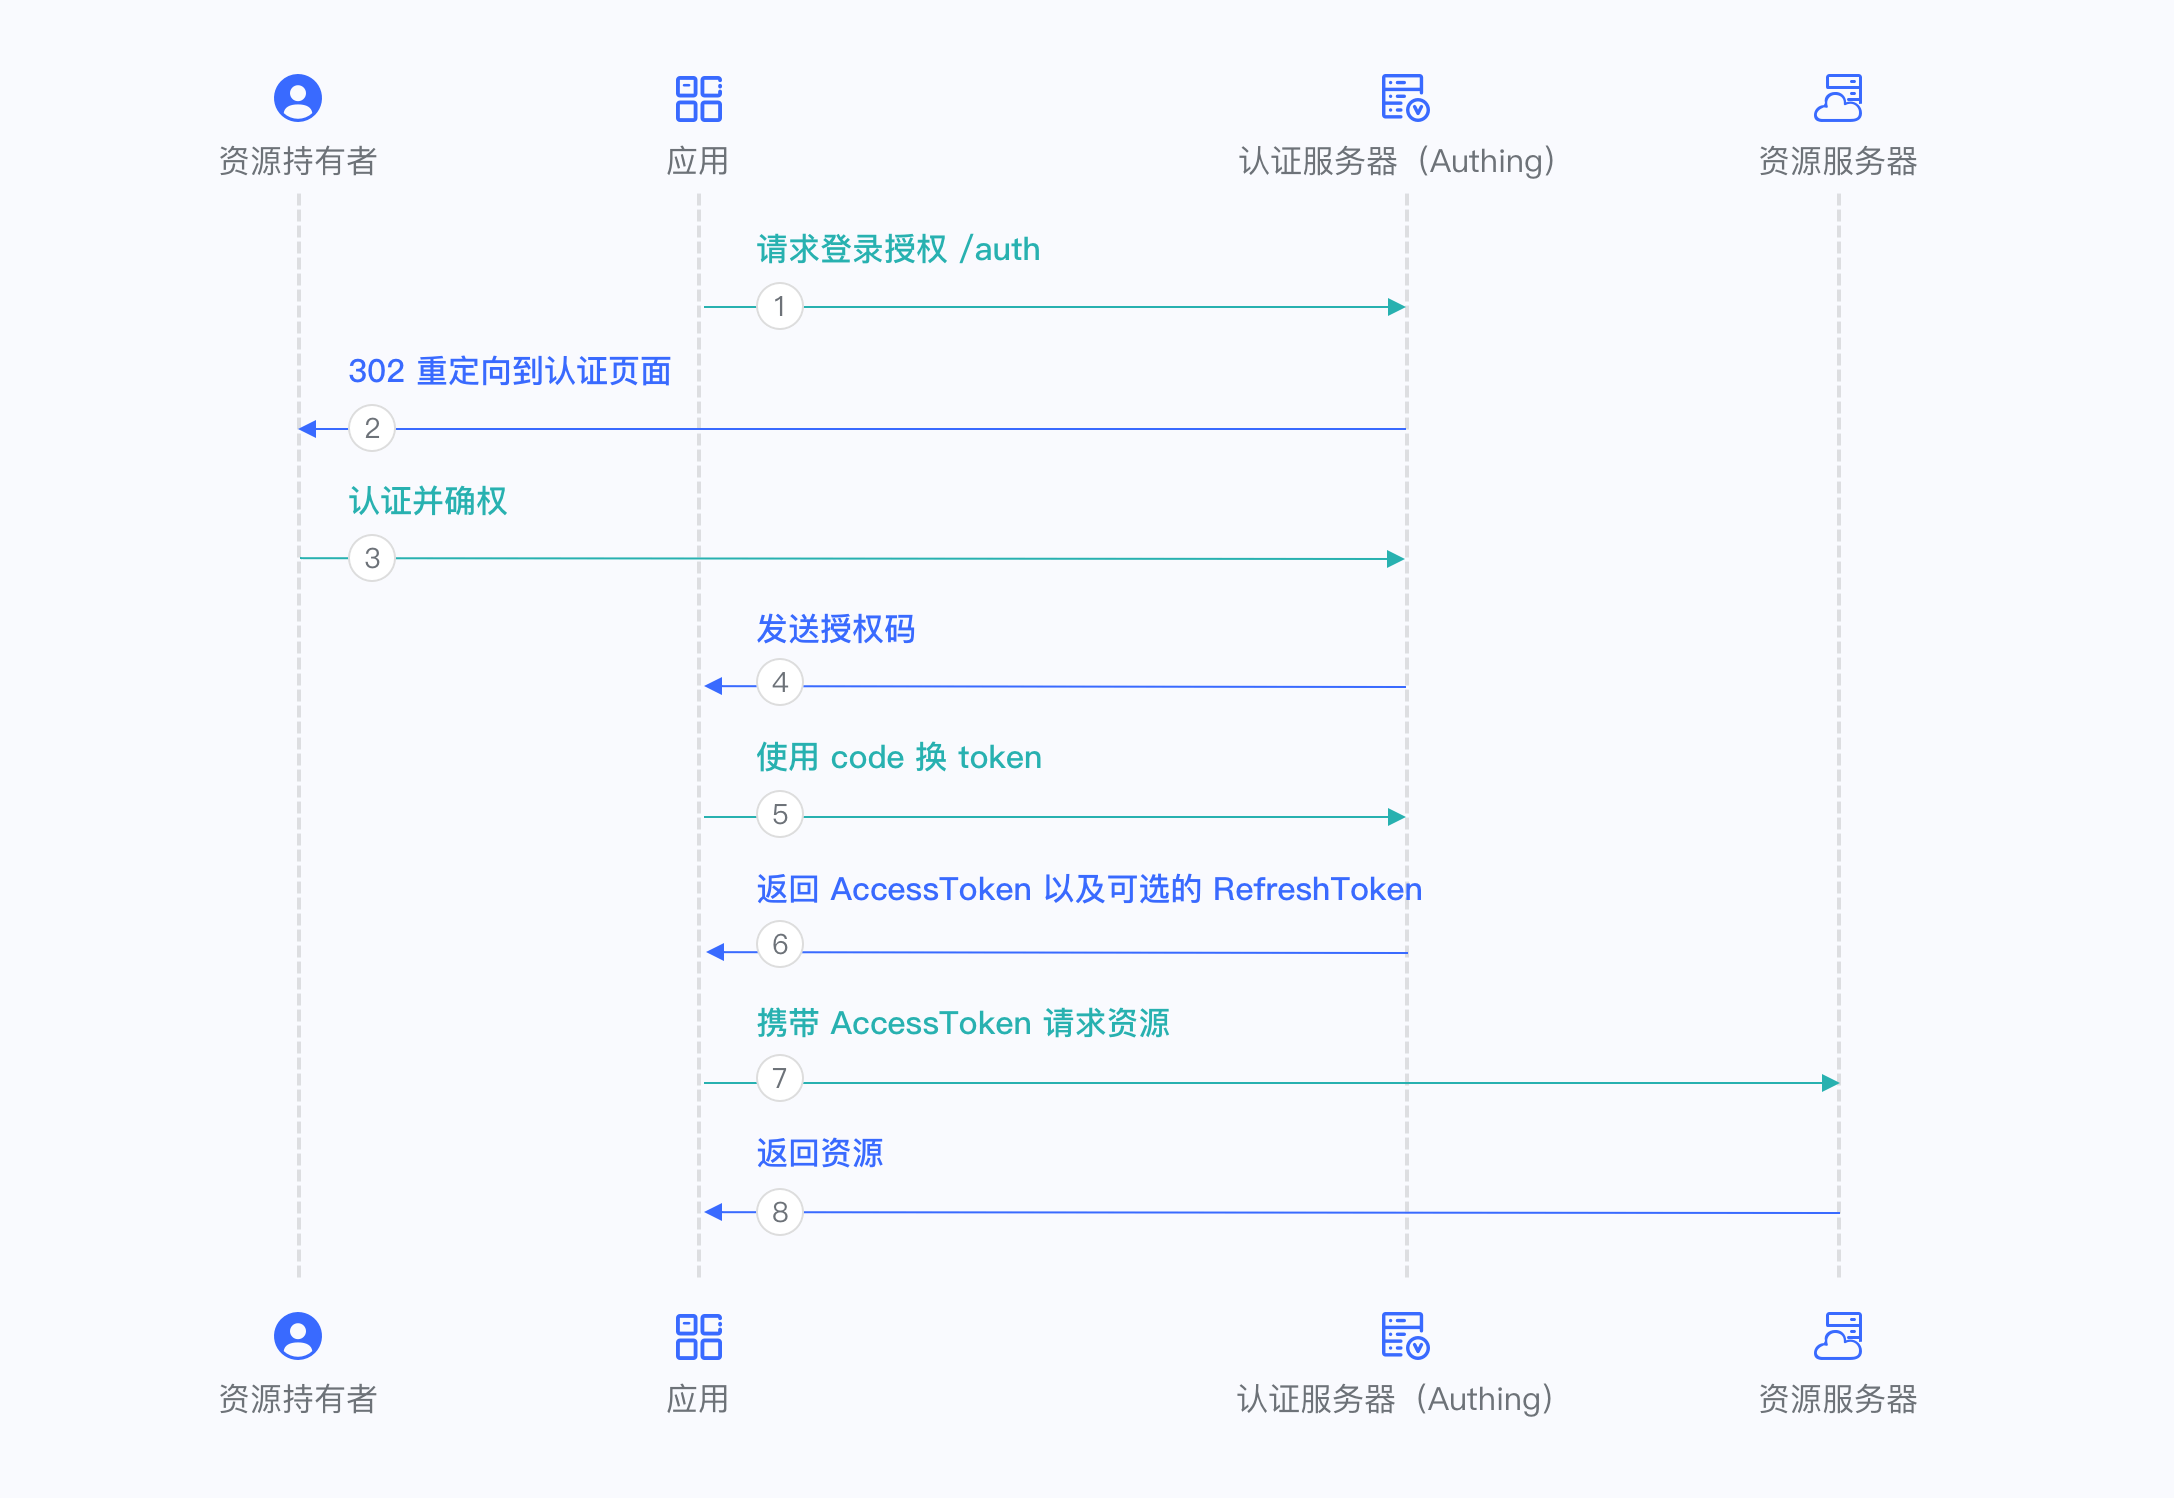 资源持有者
应用
认证服务器（Authing）
资源服务器
请求登录授权 /auth
1
302 重定向到认证页面
2
认证并确权
3
发送授权码
4
使用 code 换 token
5
返回 AccessToken 以及可选的 RefreshToken
6
携带 AccessToken 请求资源
7
返回资源
8
资源持有者
应用
认证服务器（Authing）
资源服务器